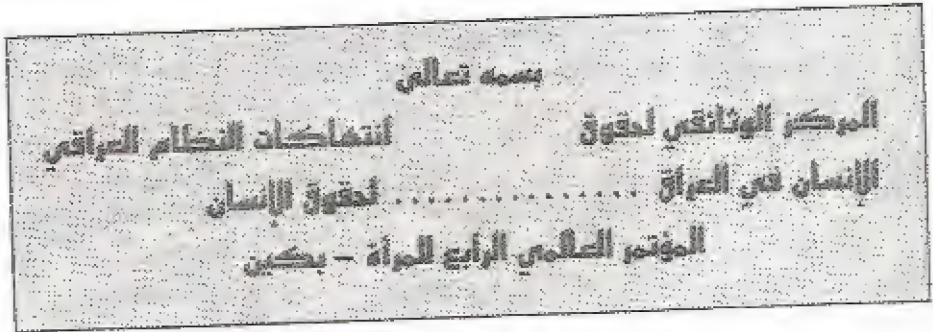 بسمه تعالى
المركز الوثائقي لحقوق انتهاكات النظام العراقي
الإنسان في العراق ................ لحقوق الإنسان
المؤتمر العالمي الرابع للمرأة – بكين